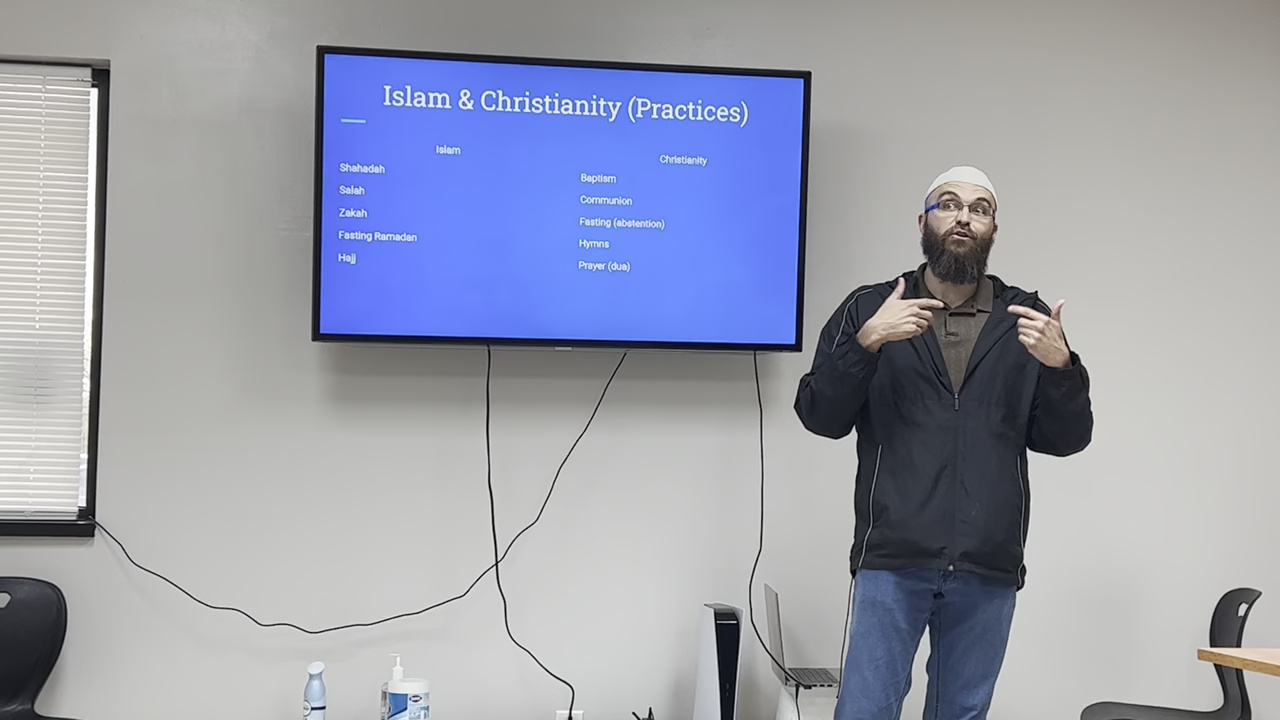 Islam & Christianity (Practices)
Islam
Shahadah
Salah
Zakah
Fasting Ramadan
Hajj
Christianity
Baptism
Communion
Fasting (abstention)
Hymns
Prayer (dua)